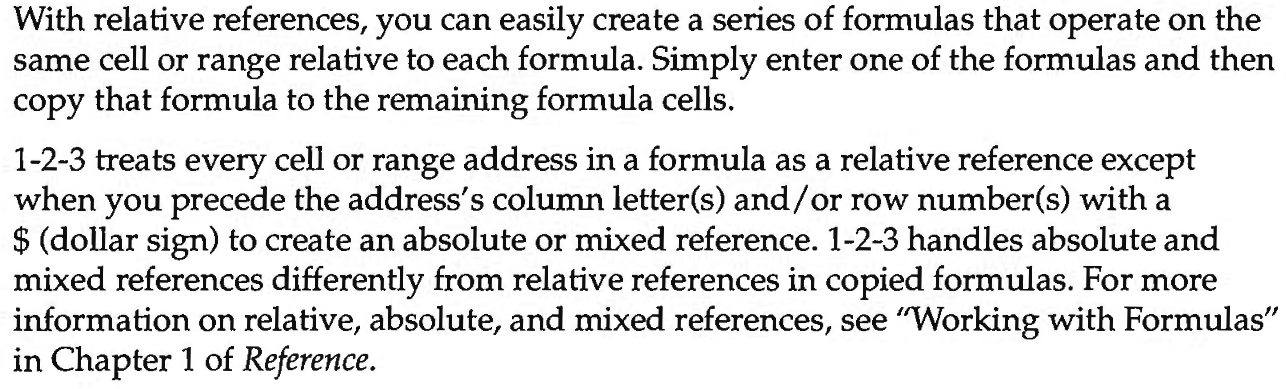 With relative references, you can easily create a series of formulas that operate on the
same cell or range relative to each formula. Simply enter one of the formulas and then
copy that formula to the remaining formula cells.
1-2-3 treats every cell or range address in a formula as a relative reference except
when you precede the address's column letter(s) and/or row number(s) with a
$ (dollar sign) to create an absolute or mixed reference. 1-2-3 handles absolute and
mixed references differently from relative references in copied formulas. For more
information on relative, absolute, and mixed references, see "Working with Formulas"
in Chapter 1 of Reference.